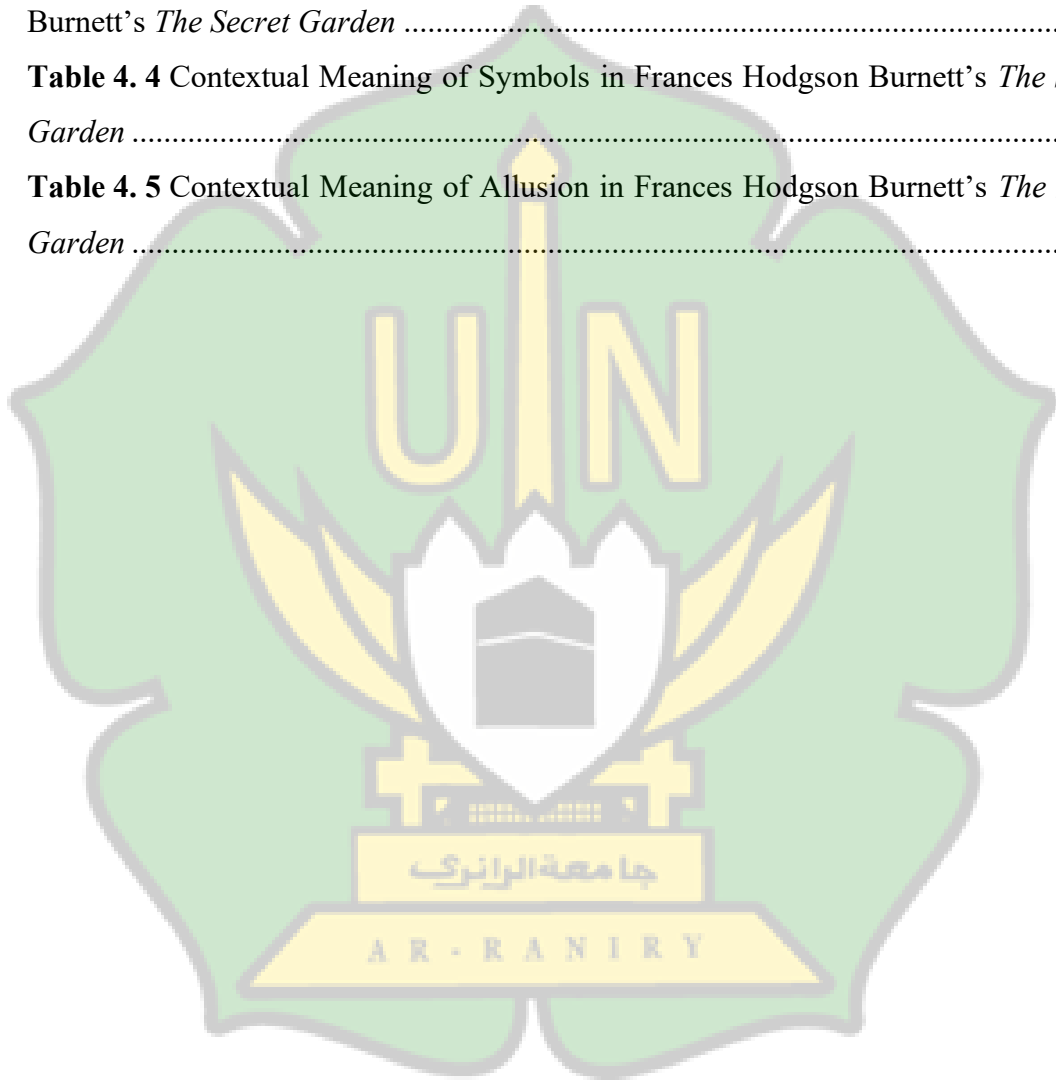 Burnett’s The Secret Garden ........................................................................
Table 4. 4 Contextual Meaning of Symbols in Frances Hodgson Burnett’s The
Garden ......................................................................................................
Table 4. 5 Contextual Meaning of Allusion in Frances Hodgson Burnett’s The
Garden ......................................................................................................
UIN
جامعة الرانري
AR-RANIRY